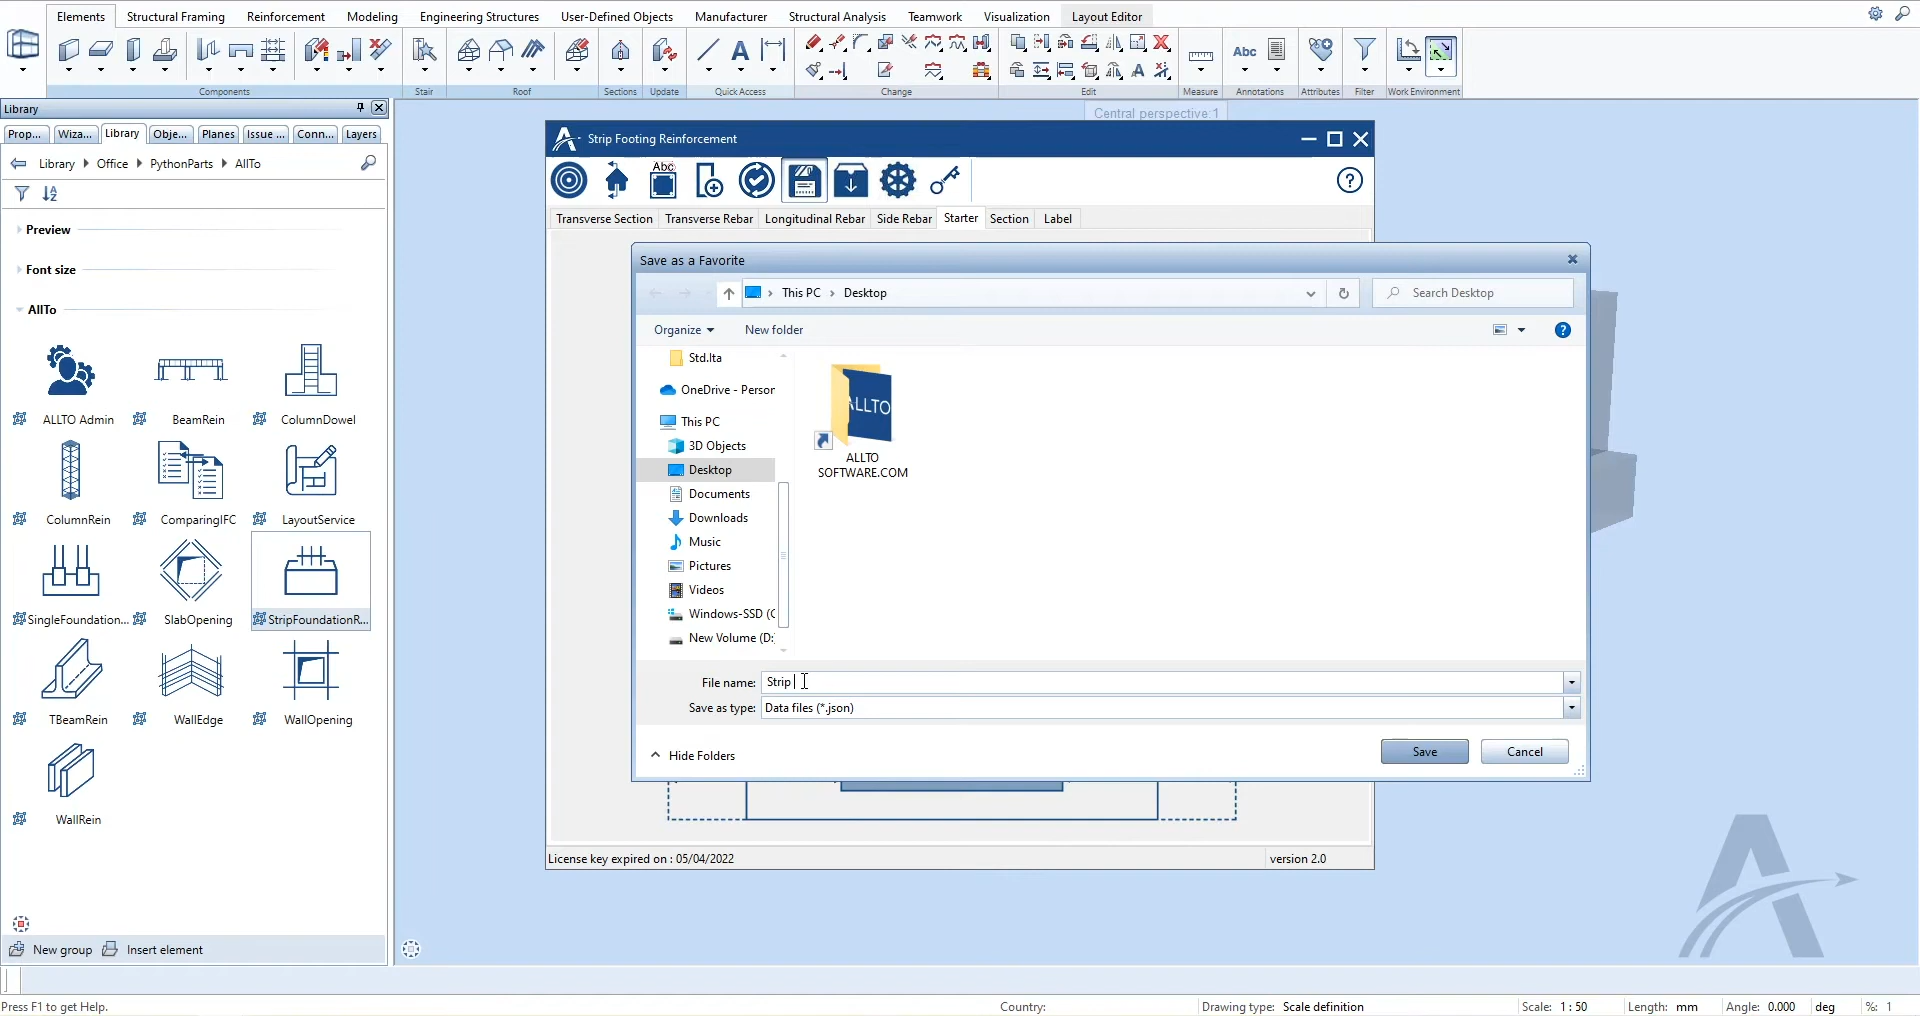 Elements Structural Framing Reinforcement Modeling Engineering Structures User-Defined Objects Manufacturer Structural Analysis Teamwork Visualization Layout Editor
Abc
Components Stair Roof Sections Update Quick Access Change Edit Measure Annotations Attributes Filter Work Environment
Library
Prop... Wiza... Library Obje... Planes Issue ... Conn... Layers
Library Office PythonParts AllTo
Preview
Font size
AllTo
ALLTO Admin BeamRein ColumnDowel
ColumnRein ComparingIFC LayoutService
SingleFoundation... SlabOpening StripFoundationR...
TBeamRein WallEdge WallOpening
WallRein
New group Insert element
Central perspective:1
Strip Footing Reinforcement
Abc
Transverse Section Transverse Rebar Longitudinal Rebar Side Rebar Starter Section Label
Save as a Favorite
This PC Desktop
Search Desktop
Organize New folder
Std.lta
OneDrive - Person
This PC
3D Objects
Desktop
Documents
Downloads
Music
Pictures
Videos
Windows-SSD (C
New Volume (D:
ALLTO
ALLTO
SOFTWARE.COM
File name: Strip
Save as type: Data files (*.json)
Hide Folders
Save Cancel
License key expired on : 05/04/2022 version 2.0
Press F1 to get Help. Country: Drawing type: Scale definition Scale: 1 : 50 Length: mm Angle: 0.000 deg %: 1